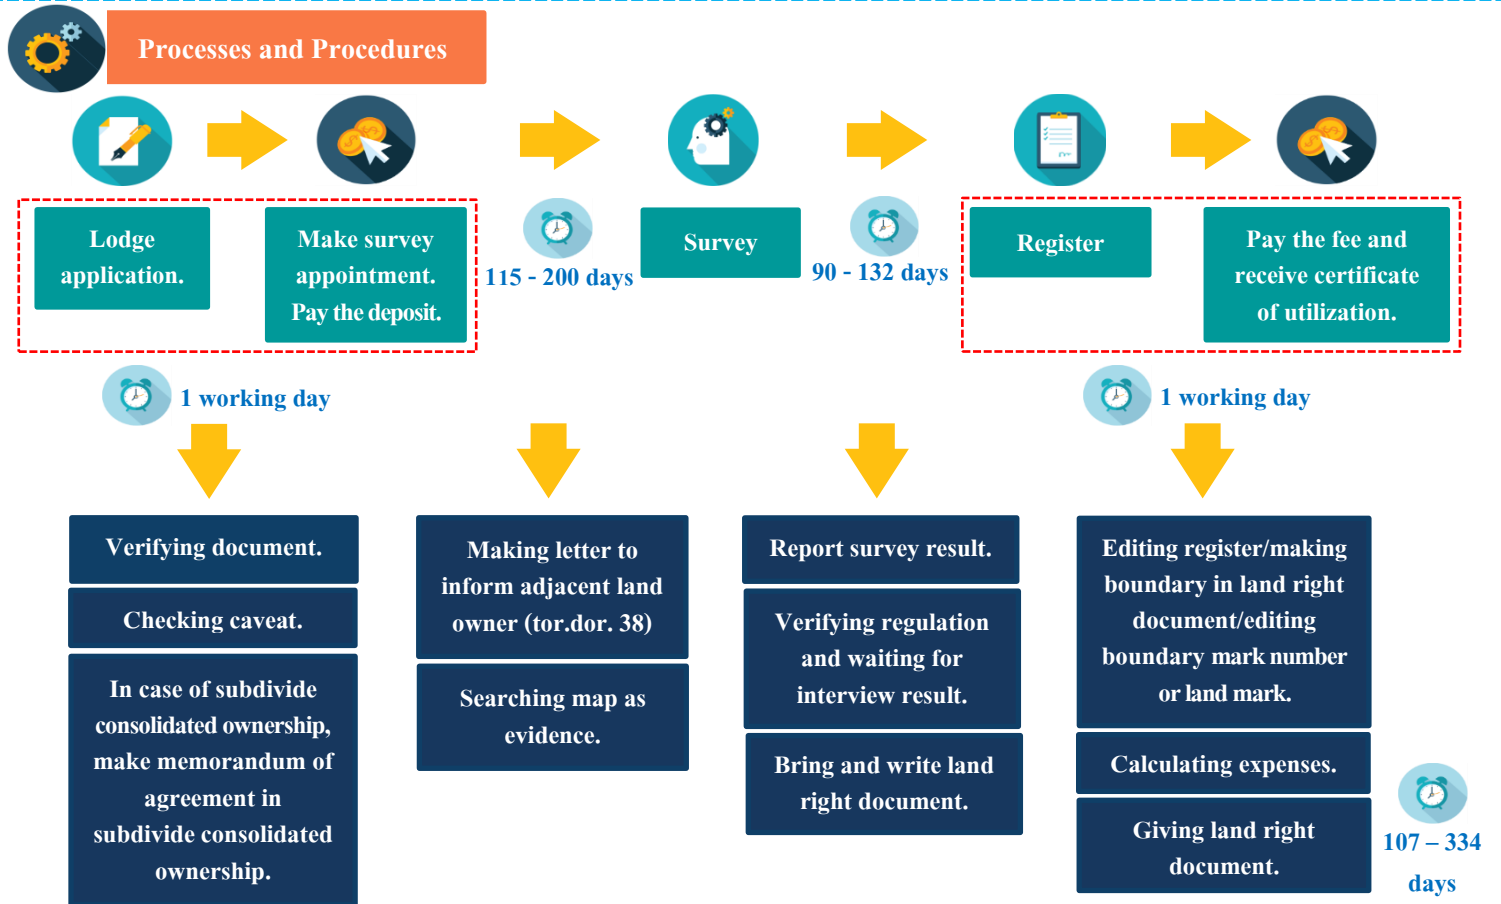 Processes and Procedures
Lodge
application.
Make survey
appointment.
Pay the deposit.
115 - 200 days
Survey
90 - 132 days
Register
Pay the fee and
receive certificate
of utilization.
1 working day
1 working day
Verifying document.
Checking caveat.
In case of subdivide
consolidated ownership,
make memorandum of
agreement in
subdivide consolidated
ownership.
Making letter to
inform adjacent land
owner (tor.dor. 38)
Searching map as
evidence.
Report survey result.
Verifying regulation
and waiting for
interview result.
Bring and write land
right document.
Editing register/making
boundary in land right
document/editing
boundary mark number
or land mark.
Calculating expenses.
Giving land right
document.
107 – 334
days